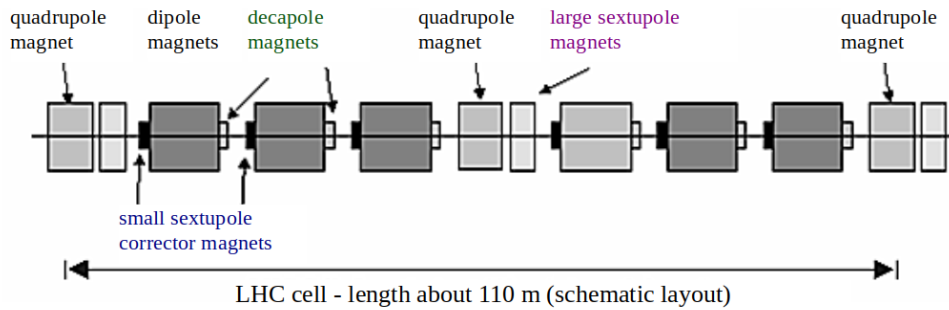 quadrupole
magnet
dipole
magnets
decapole
magnets
quadrupole
magnet
large sextupole
magnets
quadrupole
magnet
small sextupole
corrector magnets
LHC cell - length about 110 m (schematic layout)